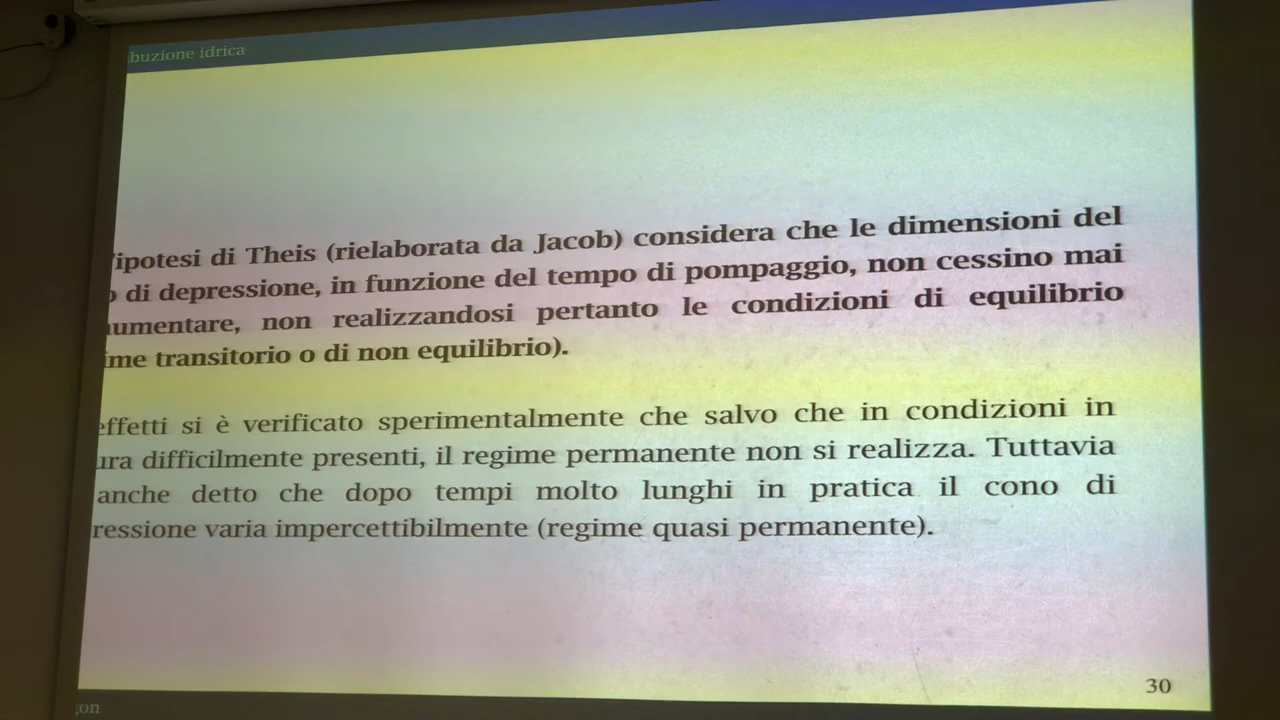 buzione idrica
'ipotesi di Theis (rielaborata da Jacob) considera che le dimensioni del
o di depressione, in funzione del tempo di pompaggio, non cessino mai
aumentare, non realizzandosi pertanto le condizioni di equilibrio
ime transitorio o di non equilibrio).
effetti si è verificato sperimentalmente che salvo che in condizioni in
ura difficilmente presenti, il regime permanente non si realizza. Tuttavia
anche detto che dopo tempi molto lunghi in pratica il cono di
ressione varia impercettibilmente (regime quasi permanente).
30
gon